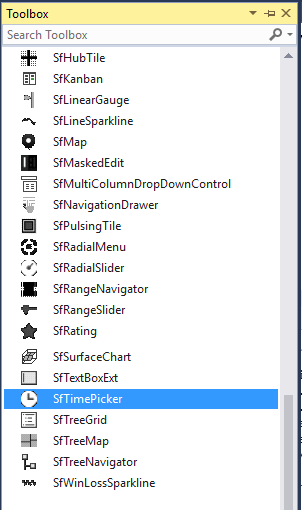 Toolbox
Search Toolbox
SfHubTile
SfKanban
SfLinearGauge
SfLineSparkline
SfMap
SfMaskedEdit
SfMultiColumnDropDownControl
SfNavigationDrawer
SfPulsingTile
SfRadialMenu
SfRadialSlider
SfRangeNavigator
SfRangeSlider
SfRating
SfSurfaceChart
SfTextBoxExt
SfTimePicker
SfTreeGrid
SfTreeMap
SfTreeNavigator
SfWinLossSparkline